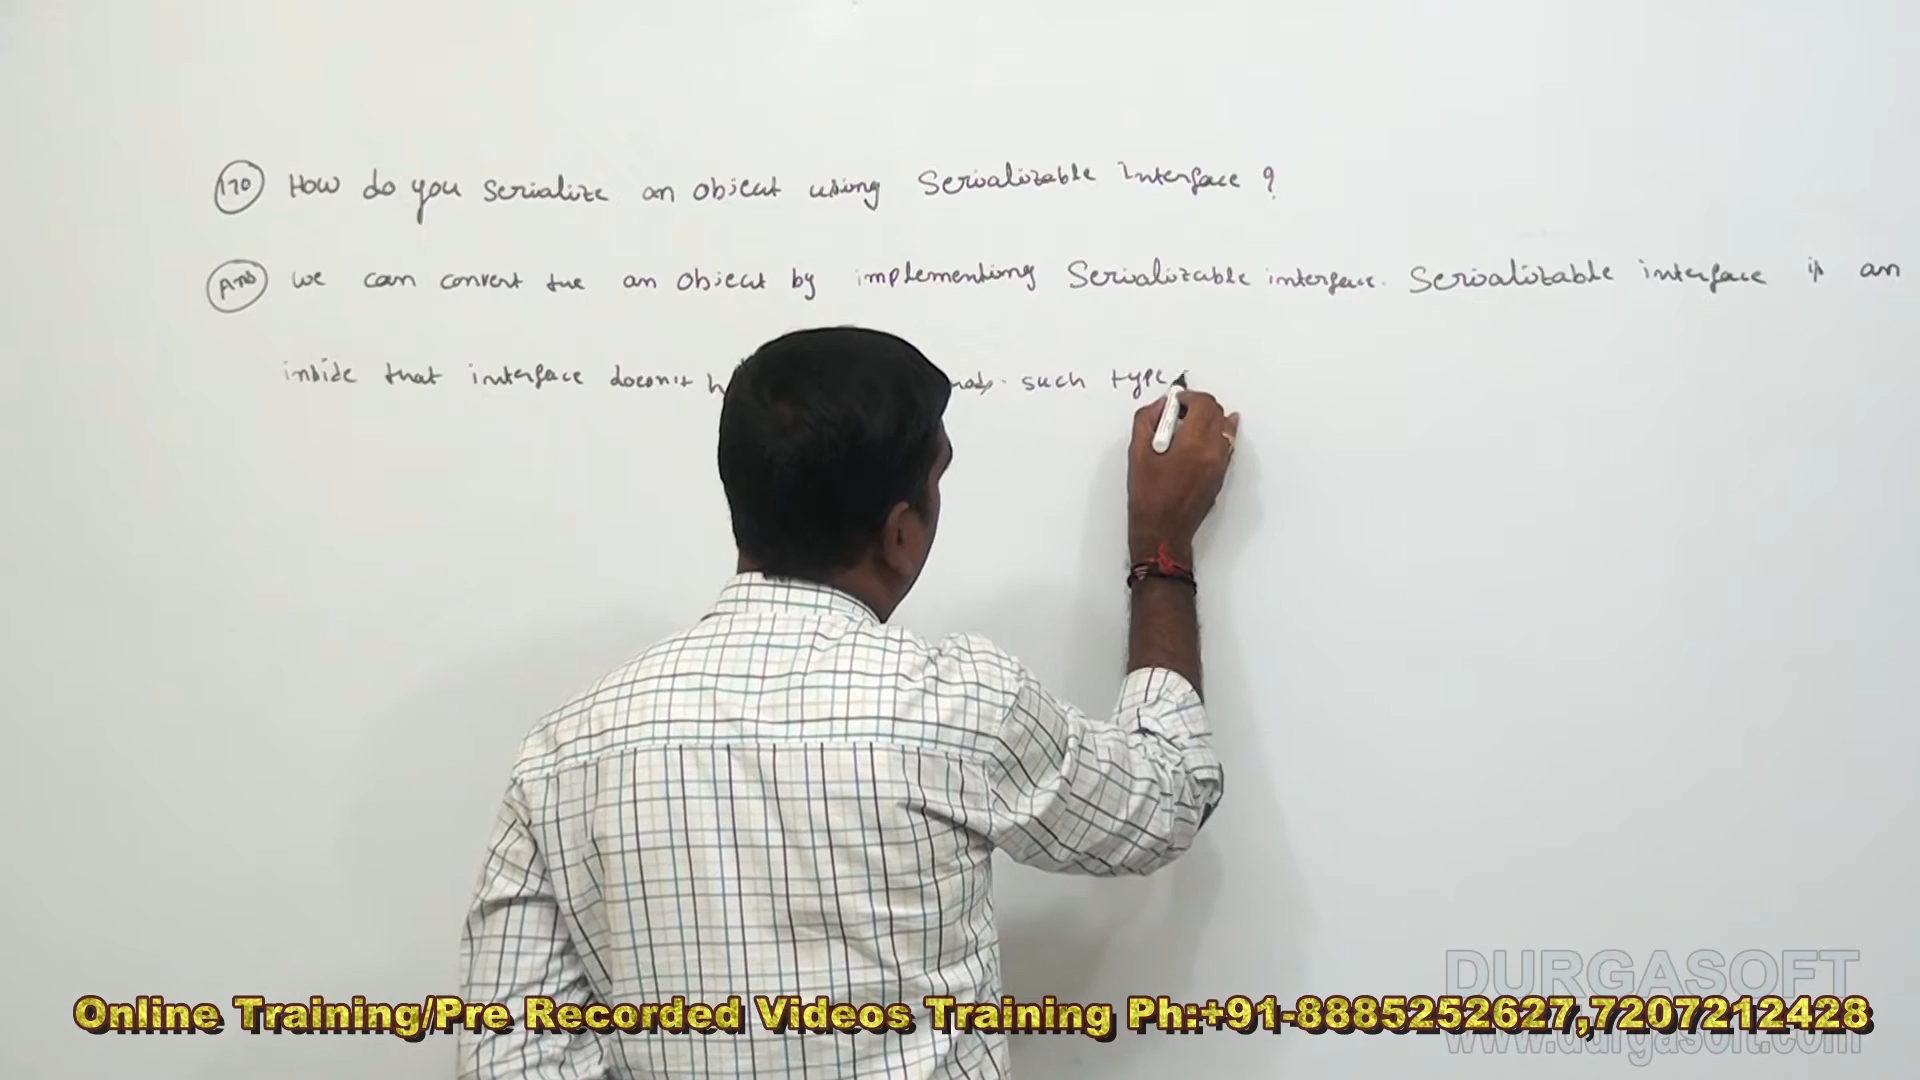 170 How do you serialize an object using Serializable Interface ?
Ans we can convert the an object by implementing Serializable interface. Serializable interface is an
inside that interface doesn't such type
DURGASOFT
Online Training/Pre Recorded Videos Training Ph:+91-8885252627,7207212428
www.durgasoft.com